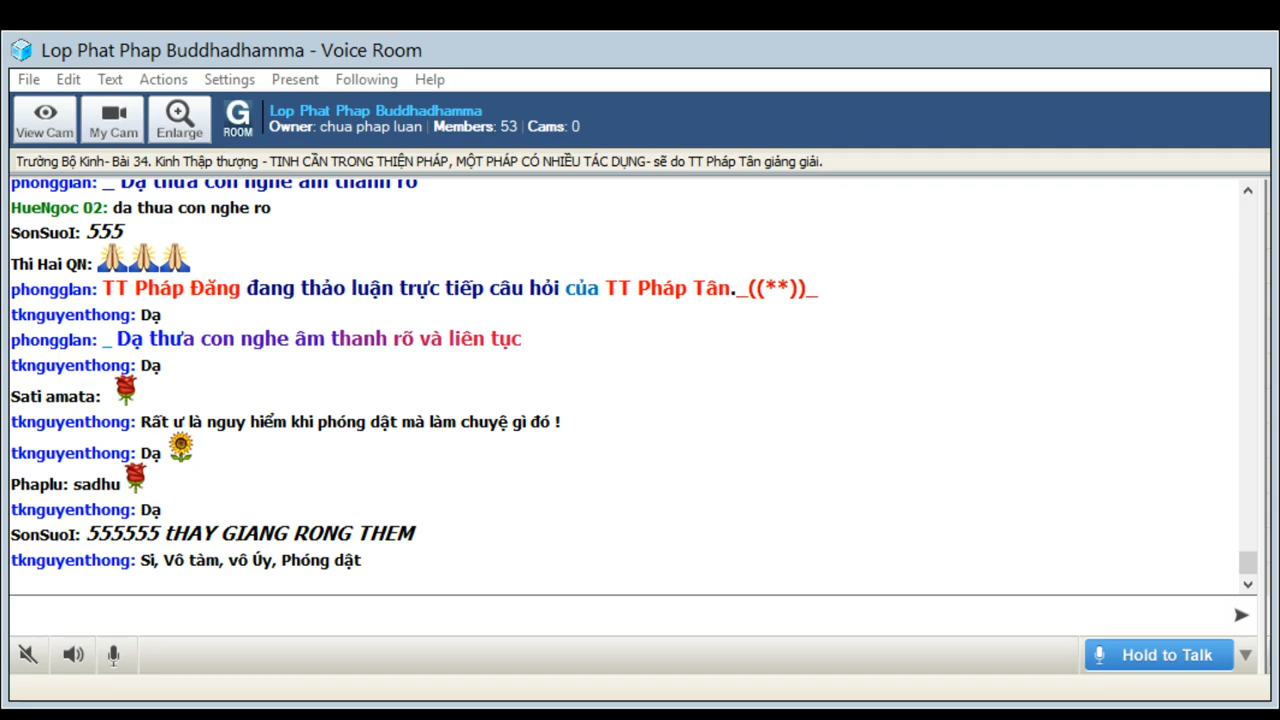 Lop Phat Phap Buddhadhamma - Voice Room
File Edit Text Actions Settings Present Following Help
View Cam My Cam Enlarge G ROOM
Lop Phat Phap Buddhadhamma
Owner: chua phap luan | Members: 53 | Cams: 0
Trường Bộ Kinh- Bài 34. Kinh Thập thượng - TINH CẦN TRONG THIỆN PHÁP, MỘT PHÁP CÓ NHIỀU TÁC DỤNG- sẽ do TT Pháp Tân giảng giải.
phongglan: _ Dạ thưa con nghe âm thanh rõ
HueNgoc 02: da thua con nghe ro
SonSuoI: 555
Thi Hai QN: 🙏🙏🙏
phongglan: TT Pháp Đăng đang thảo luận trực tiếp câu hỏi của TT Pháp Tân._((**))_
tknguyenthong: Dạ
phongglan: _ Dạ thưa con nghe âm thanh rõ và liên tục
tknguyenthong: Dạ
Sati amata: 🌹
tknguyenthong: Rất ư là nguy hiểm khi phóng dật mà làm chuyệ gì đó !
tknguyenthong: Dạ 🌻
Phaplu: sadhu 🌹
tknguyenthong: Dạ
SonSuoI: 555555 tHAY GIANG RONG THEM
tknguyenthong: Si, Vô tàm, vô Úy, Phóng dật
Hold to Talk